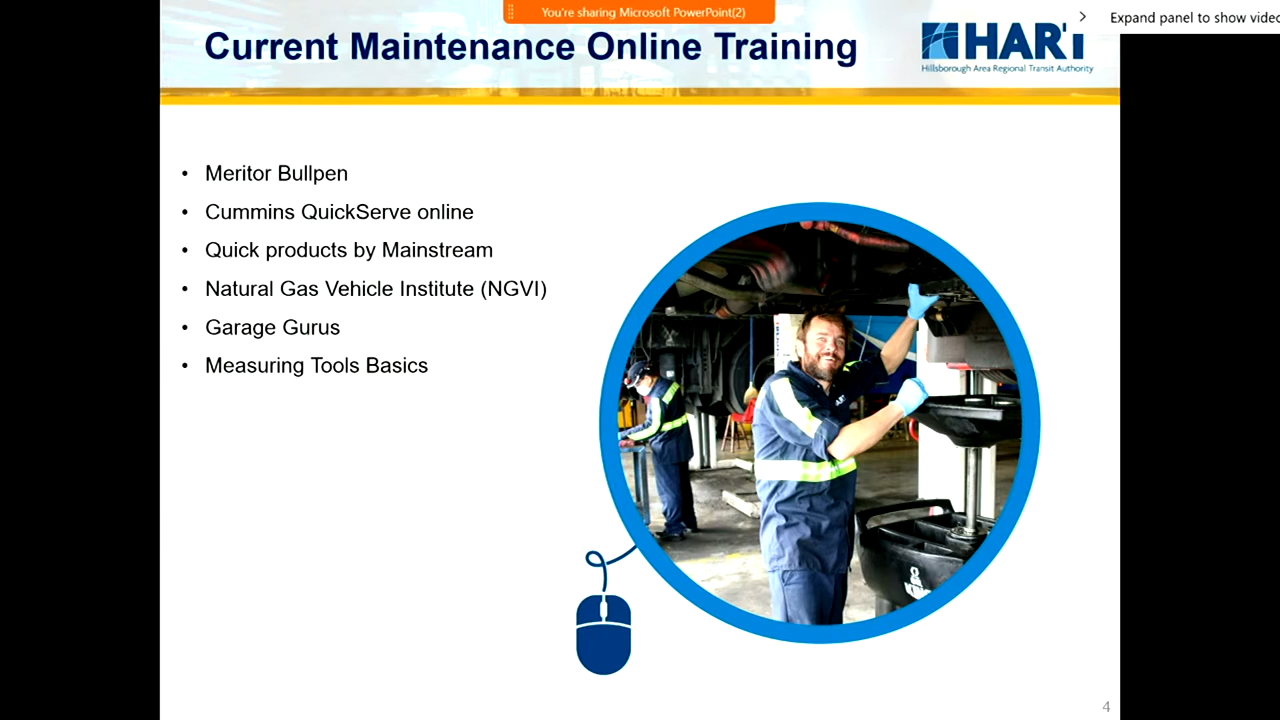 You're sharing Microsoft PowerPoint(2)
Expand panel to show video
Current Maintenance Online Training
HART
Hillsborough Area Regional Transit Authority
• Meritor Bullpen
• Cummins QuickServe online
• Quick products by Mainstream
• Natural Gas Vehicle Institute (NGVI)
• Garage Gurus
• Measuring Tools Basics
4